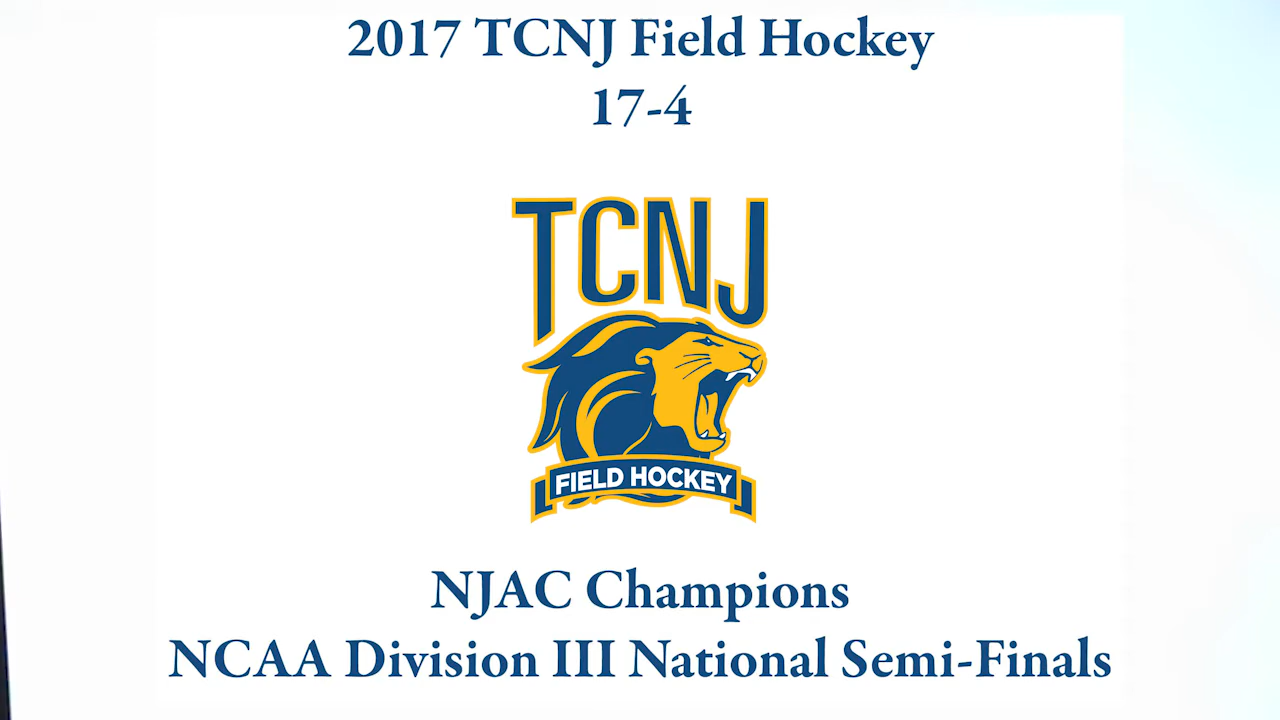 2017 TCNJ Field Hockey
17-4
TCNJ
FIELD HOCKEY
NJAC Champions
NCAA Division III National Semi-Finals